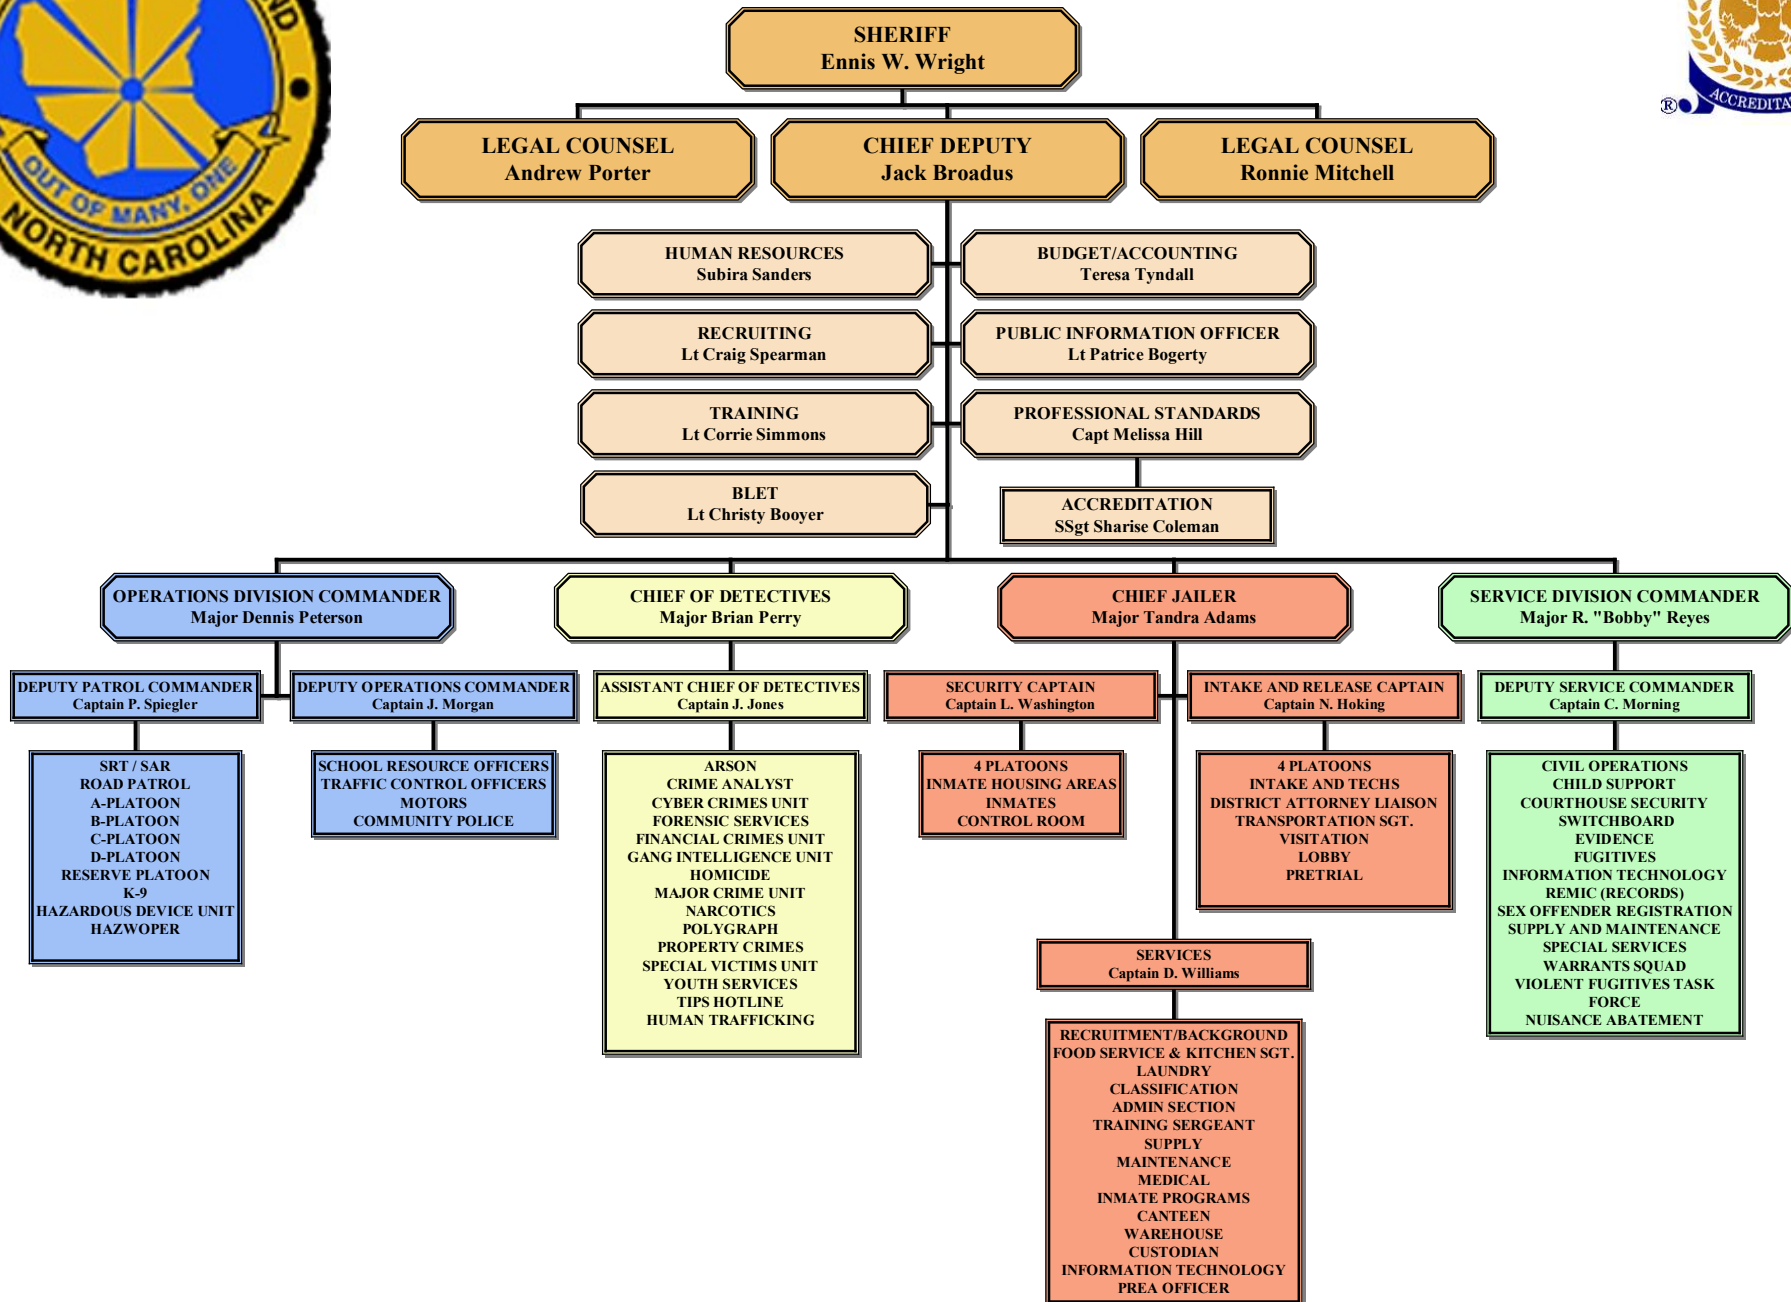 ND
OUT OF MANY, ONE
NORTH CAROLINA
®
SHERIFF
Ennis W. Wright
LEGAL COUNSEL
Andrew Porter
CHIEF DEPUTY
Jack Broadus
LEGAL COUNSEL
Ronnie Mitchell
HUMAN RESOURCES
Subira Sanders
BUDGET/ACCOUNTING
Teresa Tyndall
RECRUITING
Lt Craig Spearman
PUBLIC INFORMATION OFFICER
Lt Patrice Bogerty
TRAINING
Lt Corrie Simmons
PROFESSIONAL STANDARDS
Capt Melissa Hill
BLET
Lt Christy Booyer
ACCREDITATION
SSgt Sharise Coleman
OPERATIONS DIVISION COMMANDER
Major Dennis Peterson
CHIEF OF DETECTIVES
Major Brian Perry
CHIEF JAILER
Major Tandra Adams
SERVICE DIVISION COMMANDER
Major R. "Bobby" Reyes
DEPUTY PATROL COMMANDER
Captain P. Spiegler
DEPUTY OPERATIONS COMMANDER
Captain J. Morgan
ASSISTANT CHIEF OF DETECTIVES
Captain J. Jones
SECURITY CAPTAIN
Captain L. Washington
INTAKE AND RELEASE CAPTAIN
Captain N. Hoking
DEPUTY SERVICE COMMANDER
Captain C. Morning
SRT / SAR
ROAD PATROL
A-PLATOON
B-PLATOON
C-PLATOON
D-PLATOON
RESERVE PLATOON
K-9
HAZARDOUS DEVICE UNIT
HAZWOPER
SCHOOL RESOURCE OFFICERS
TRAFFIC CONTROL OFFICERS
MOTORS
COMMUNITY POLICE
ARSON
CRIME ANALYST
CYBER CRIMES UNIT
FORENSIC SERVICES
FINANCIAL CRIMES UNIT
GANG INTELLIGENCE UNIT
HOMICIDE
MAJOR CRIME UNIT
NARCOTICS
POLYGRAPH
PROPERTY CRIMES
SPECIAL VICTIMS UNIT
YOUTH SERVICES
TIPS HOTLINE
HUMAN TRAFFICKING
4 PLATOONS
INMATE HOUSING AREAS
INMATES
CONTROL ROOM
4 PLATOONS
INTAKE AND TECHS
DISTRICT ATTORNEY LIAISON
TRANSPORTATION SGT.
VISITATION
LOBBY
PRETRIAL
CIVIL OPERATIONS
CHILD SUPPORT
COURTHOUSE SECURITY
SWITCHBOARD
EVIDENCE
FUGITIVES
INFORMATION TECHNOLOGY
REMIC (RECORDS)
SEX OFFENDER REGISTRATION
SUPPLY AND MAINTENANCE
SPECIAL SERVICES
WARRANTS SQUAD
VIOLENT FUGITIVES TASK
FORCE
NUISANCE ABATEMENT
SERVICES
Captain D. Williams
RECRUITMENT/BACKGROUND
FOOD SERVICE & KITCHEN SGT.
LAUNDRY
CLASSIFICATION
ADMIN SECTION
TRAINING SERGEANT
SUPPLY
MAINTENANCE
MEDICAL
INMATE PROGRAMS
CANTEEN
WAREHOUSE
CUSTODIAN
INFORMATION TECHNOLOGY
PREA OFFICER